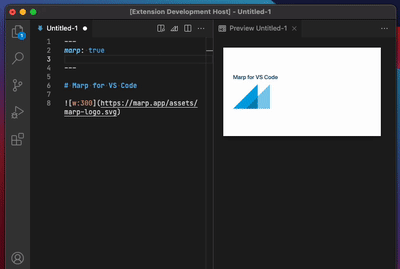 [Extension Development Host] - Untitled-1
Untitled-1
Preview Untitled-1
1
1 ---
2 marp: true
3
4 ---
5
6 # Marp for VS Code
7
8 ![w:300](https://marp.app/assets/
marp-logo.svg)
Marp for VS Code